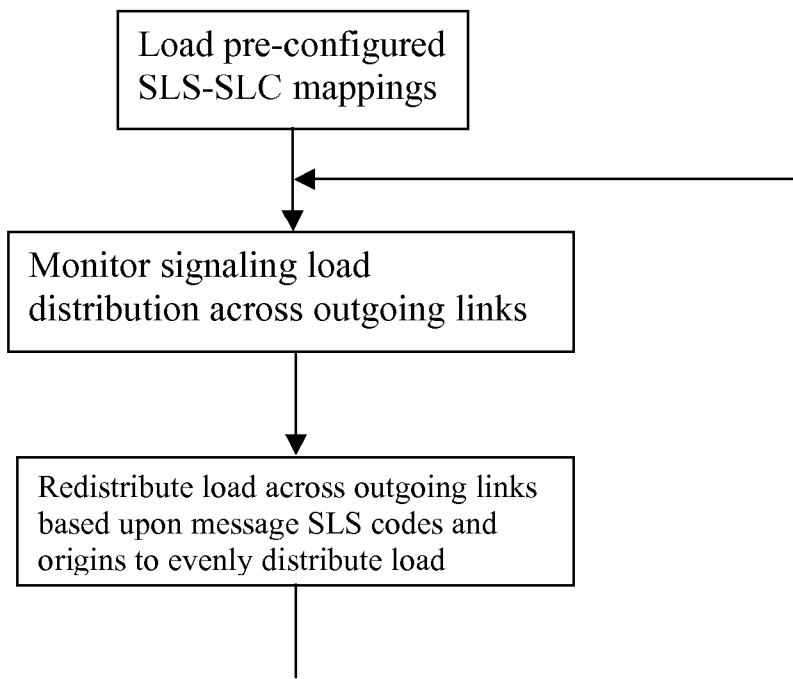 Load pre-configured
SLS-SLC mappings
Monitor signaling load
distribution across outgoing links
Redistribute load across outgoing links
based upon message SLS codes and
origins to evenly distribute load